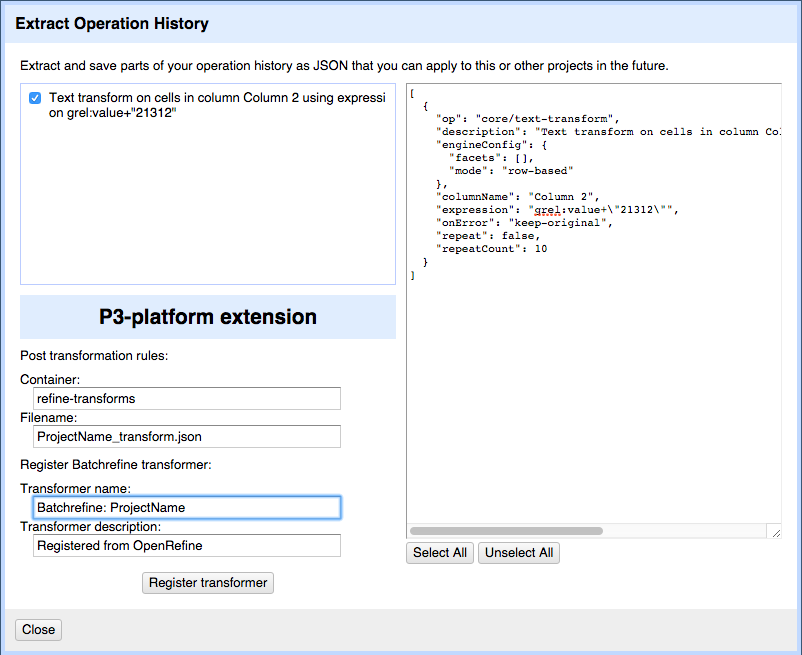 Extract Operation History
Extract and save parts of your operation history as JSON that you can apply to this or other projects in the future.
Text transform on cells in column Column 2 using expressi
on grel:value+"21312"
P3-platform extension
Post transformation rules:
Container:
refine-transforms
Filename:
ProjectName_transform.json
Register Batchrefine transformer:
Transformer name:
Batchrefine: ProjectName
Transformer description:
Registered from OpenRefine
Register transformer
[
{
"op": "core/text-transform",
"description": "Text transform on cells in column Co
"engineConfig": {
"facets": [],
"mode": "row-based"
},
"columnName": "Column 2",
"expression": "grel:value+\"21312\"",
"onError": "keep-original",
"repeat": false,
"repeatCount": 10
}
]
Select All
Unselect All
Close